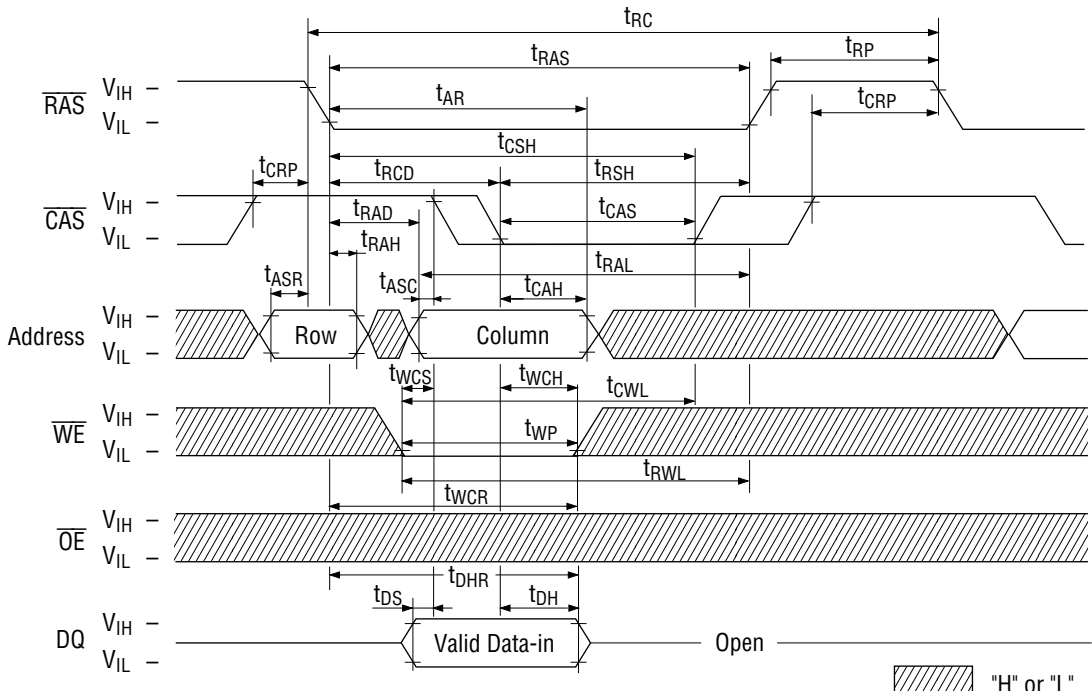 tRC
tRAS
tRP
RAS
VIH –
VIL –
tAR
tCRP
tCSH
tCRP
tRCD
tRSH
CAS
VIH –
VIL –
tRAD
tCAS
tRAH
tRAL
tASR
tASC
tCAH
Address
VIH –
VIL –
Row
Column
tWCS
tWCH
tCWL
WE
VIH –
VIL –
tWP
tRWL
tWCR
OE
VIH –
VIL –
tDHR
tDS
tDH
DQ
VIH –
VIL –
Valid Data-in
Open
"H" or "L"